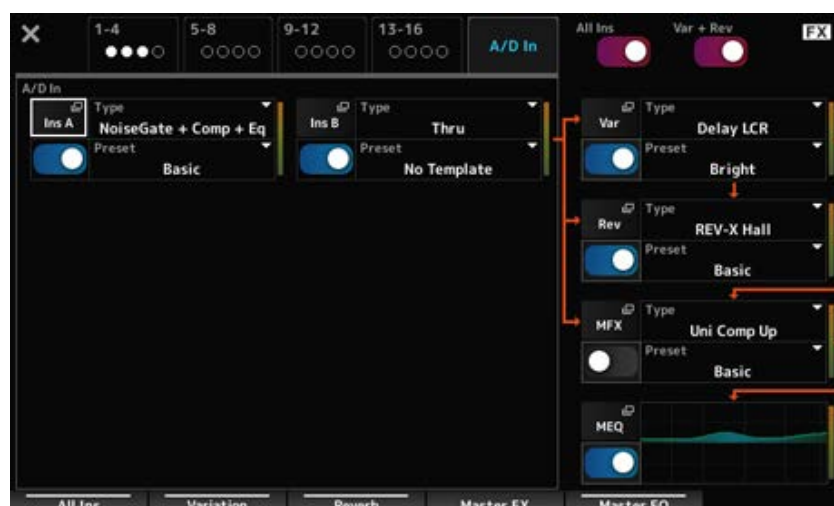 1-4 5-8 9-12 13-16 A/D In All Ins Var + Rev FX
A/D In
Ins A Type NoiseGate + Comp + Eq
Preset Basic
Ins B Type Thru
Preset No Template
Var Type Delay LCR
Preset Bright
Rev Type REV-X Hall
Preset Basic
MFX Type Uni Comp Up
Preset Basic
MEQ
All Ins Variation Reverb Master FX Master EQ